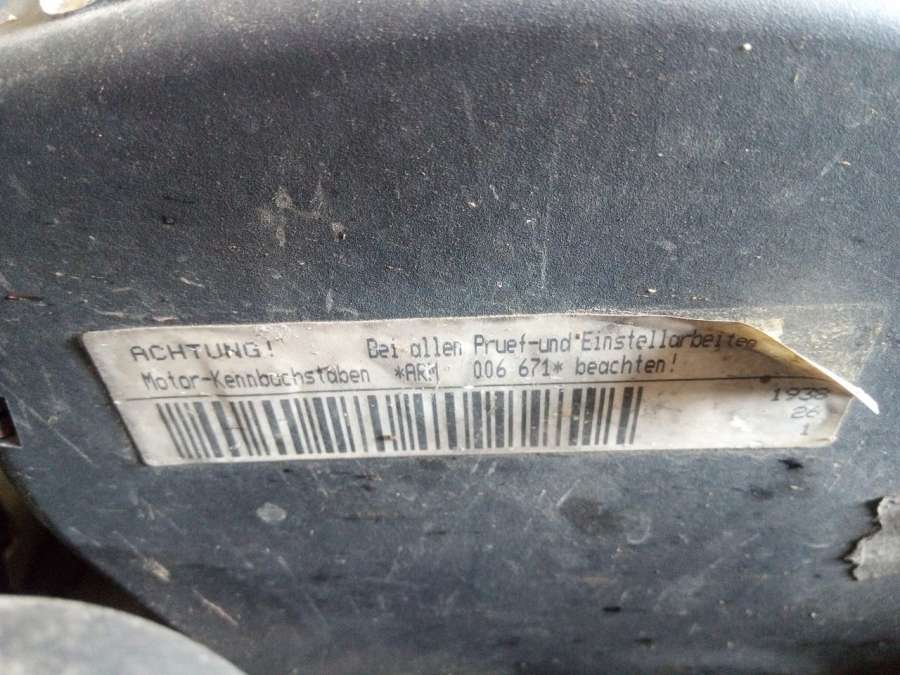 ACHTUNG! Bei allen Pruef-und Einstellarbeiten
Motor-Kennbuchstaben *ARM 006 671* beachten!
1938
26
1